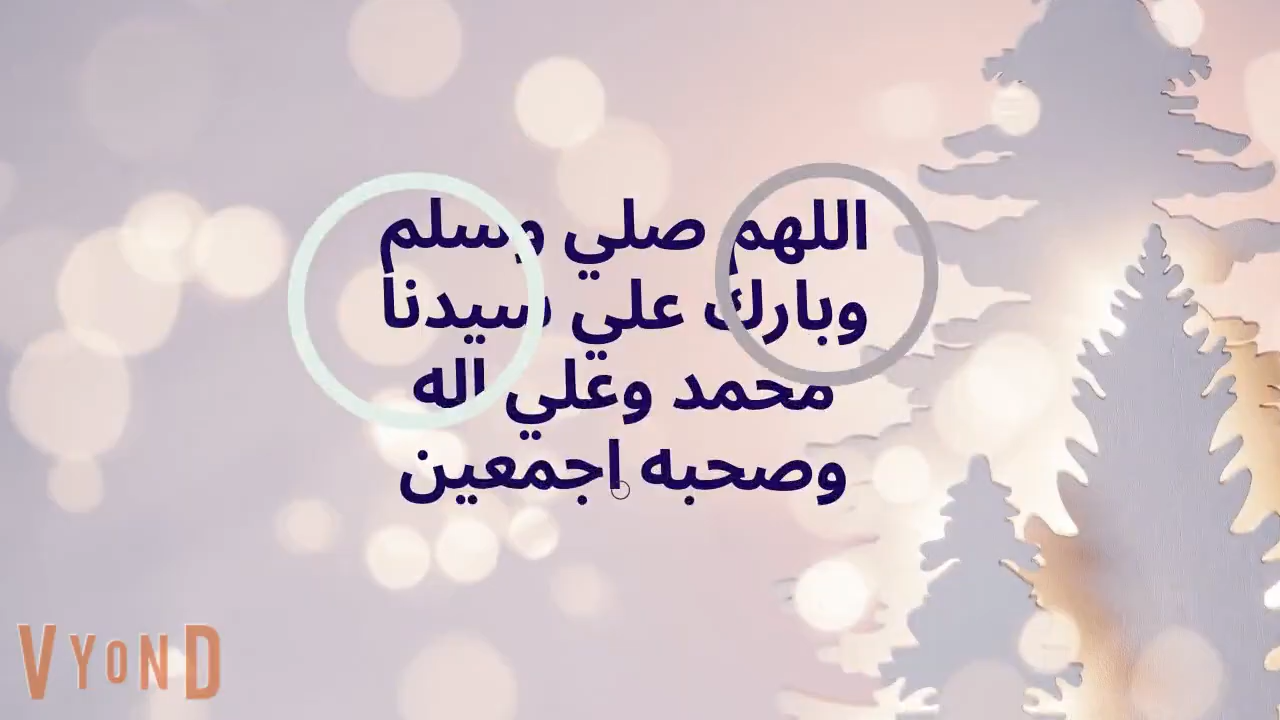 اللهم صلي وسلم
وبارك علي سيدنا
محمد وعلي اله
وصحبه اجمعين
VYOND